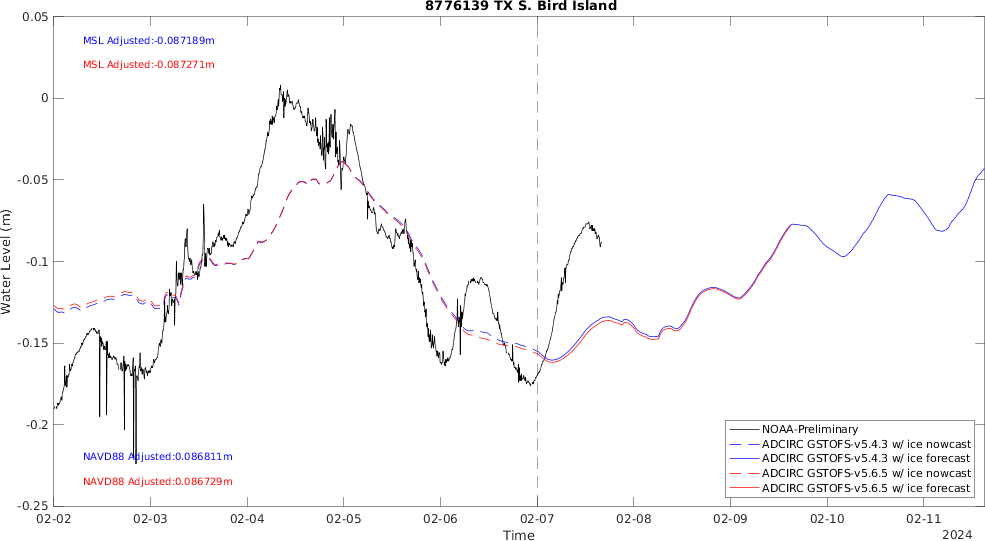 8776139 TX S. Bird Island
0.05
0
-0.05
-0.1
-0.15
-0.2
-0.25
Water Level (m)
MSL Adjusted:-0.087189m
MSL Adjusted:-0.087271m
NAVD88 Adjusted:0.086811m
NAVD88 Adjusted:0.086729m
NOAA-Preliminary
ADCIRC GSTOFS-v5.4.3 w/ ice nowcast
ADCIRC GSTOFS-v5.4.3 w/ ice forecast
ADCIRC GSTOFS-v5.6.5 w/ ice nowcast
ADCIRC GSTOFS-v5.6.5 w/ ice forecast
02-02 02-03 02-04 02-05 02-06 02-07 02-08 02-09 02-10 02-11
Time
2024